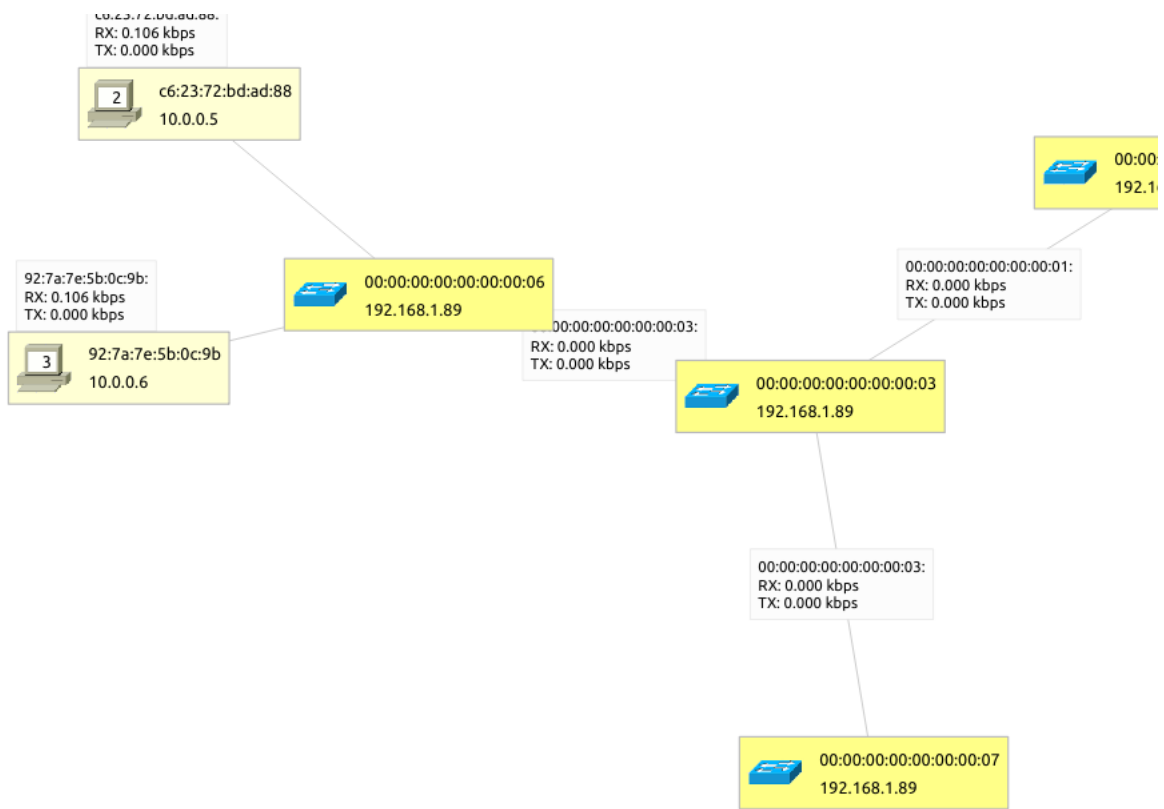 c6:23:72:bd:ad:88:
RX: 0.106 kbps
TX: 0.000 kbps
2
c6:23:72:bd:ad:88
10.0.0.5
00:00:
192.1
00:00:00:00:00:00:00:01:
RX: 0.000 kbps
TX: 0.000 kbps
92:7a:7e:5b:0c:9b:
RX: 0.106 kbps
TX: 0.000 kbps
00:00:00:00:00:00:00:06
192.168.1.89
00:00:00:00:00:00:00:03:
RX: 0.000 kbps
TX: 0.000 kbps
3
92:7a:7e:5b:0c:9b
10.0.0.6
00:00:00:00:00:00:00:03
192.168.1.89
00:00:00:00:00:00:00:03:
RX: 0.000 kbps
TX: 0.000 kbps
00:00:00:00:00:00:00:07
192.168.1.89